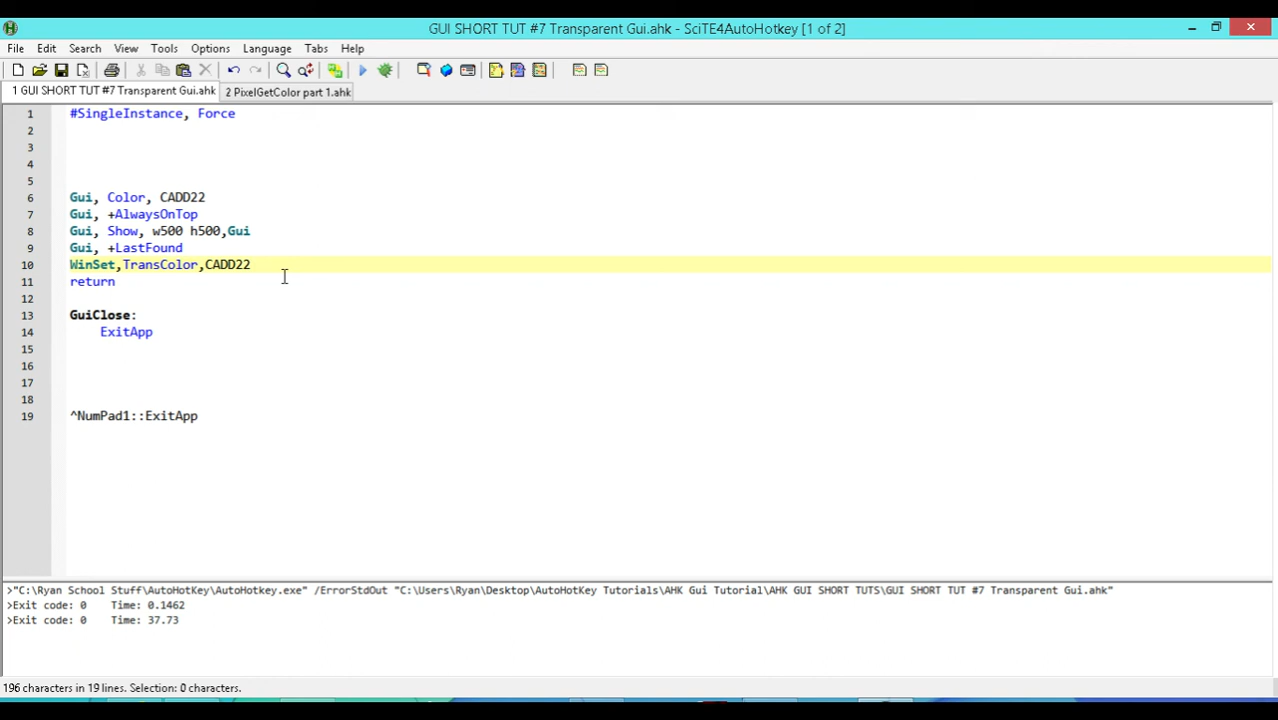 GUI SHORT TUT #7 Transparent Gui.ahk - SciTE4AutoHotkey [1 of 2]
File Edit Search View Tools Options Language Tabs Help
1 GUI SHORT TUT #7 Transparent Gui.ahk 2 PixelGetColor part 1.ahk
1 #SingleInstance, Force
2
3
4
5
6 Gui, Color, CADD22
7 Gui, +AlwaysOnTop
8 Gui, Show, w500 h500,Gui
9 Gui, +LastFound
10 WinSet,TransColor,CADD22
11 return
12
13 GuiClose:
14 ExitApp
15
16
17
18
19 ^NumPad1::ExitApp
>"C:\Ryan School Stuff\AutoHotKey\AutoHotkey.exe" /ErrorStdOut "C:\Users\Ryan\Desktop\AutoHotKey Tutorials\AHK Gui Tutorial\AHK GUI SHORT TUTS\GUI SHORT TUT #7 Transparent Gui.ahk"
>Exit code: 0 Time: 0.1462
>Exit code: 0 Time: 37.73
196 characters in 19 lines. Selection: 0 characters.